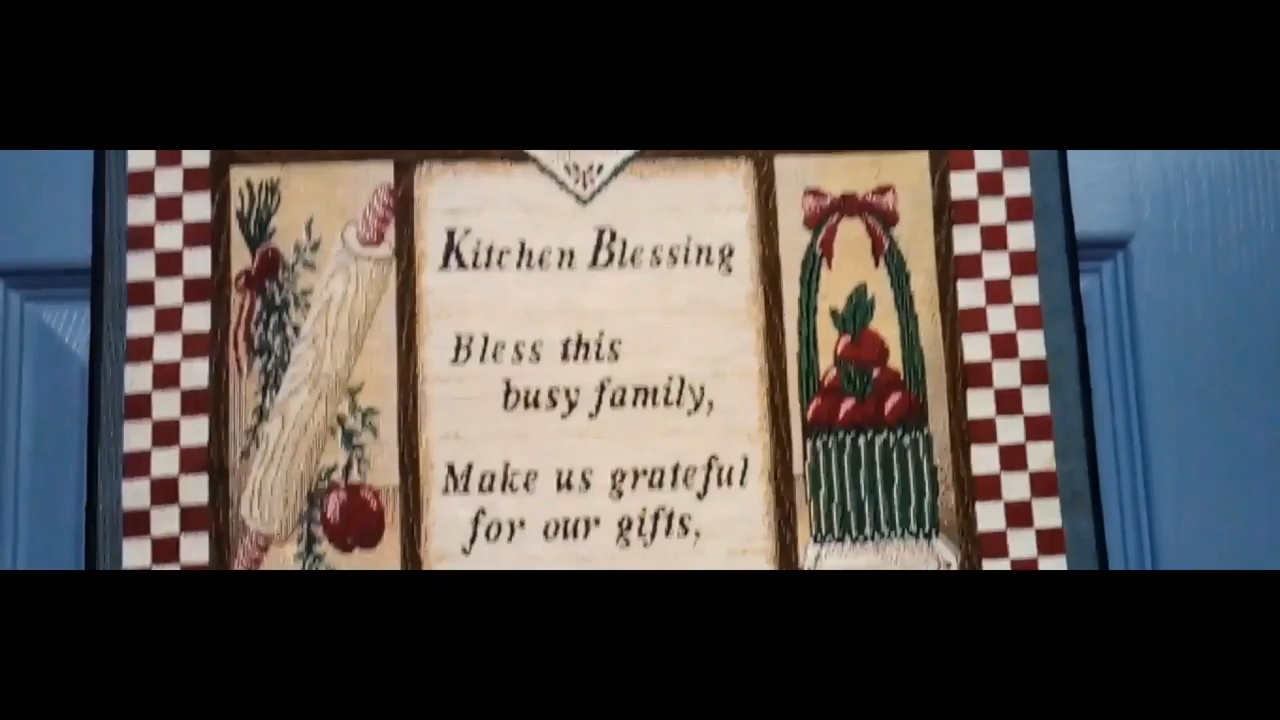 Kitchen Blessing
Bless this
busy family,
Make us grateful
for our gifts,